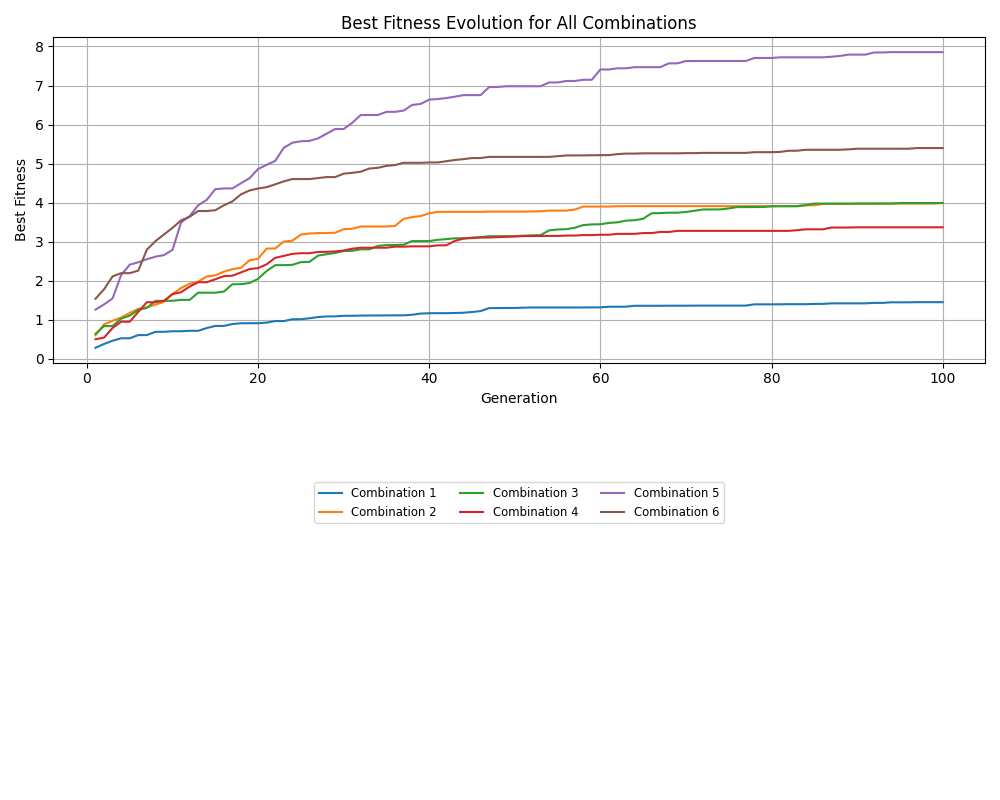 Best Fitness Evolution for All Combinations
8
7
6
5
4
3
2
1
0
Best Fitness
0 20 40 60 80 100
Generation
Combination 1 Combination 3 Combination 5
Combination 2 Combination 4 Combination 6